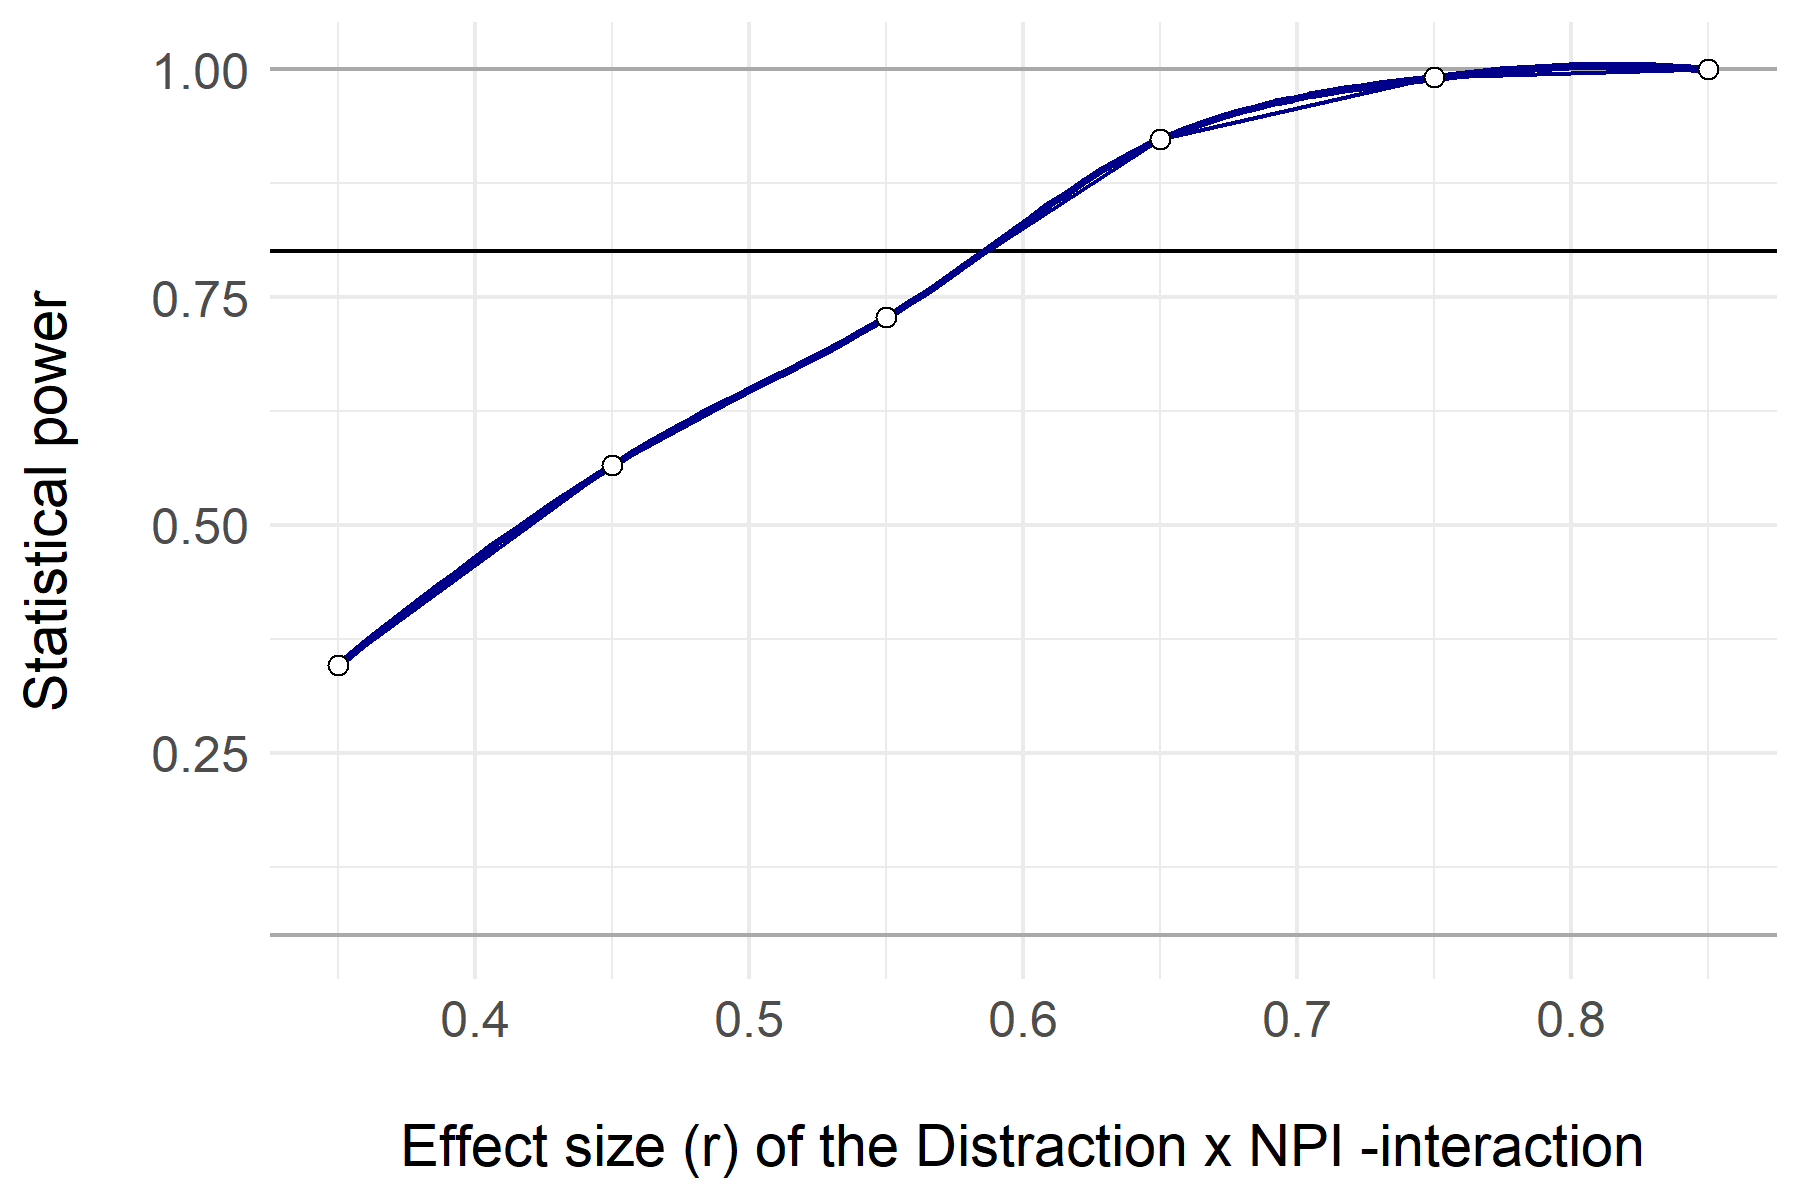 1.00
0.75
0.50
0.25
Statistical power
0.4 0.5 0.6 0.7 0.8
Effect size (r) of the Distraction x NPI -interaction